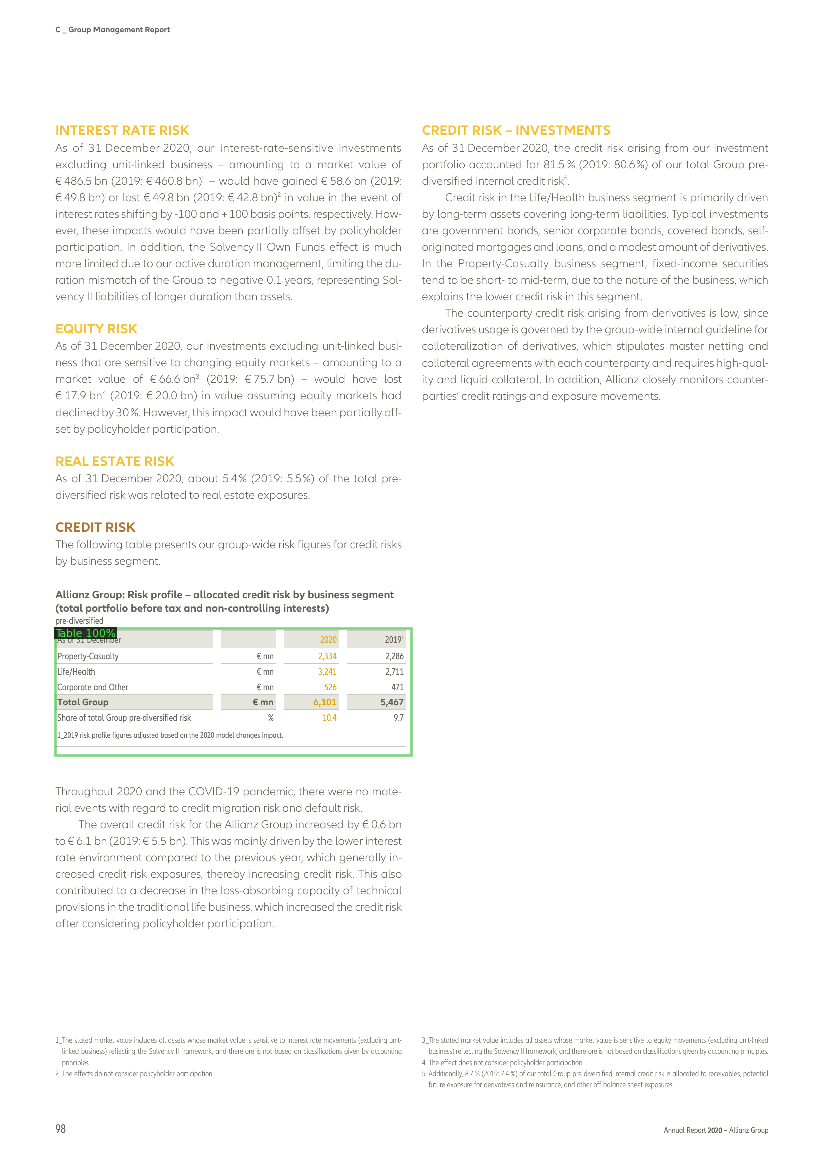 C _ Group Management Report
INTEREST RATE RISK
As of 31 December 2020, our interest-rate-sensitive investments
excluding unit-linked business – amounting to a market value of
€ 486.5 bn (2019: € 460.8 bn)¹ – would have gained € 58.6 bn (2019:
€ 49.8 bn) or lost € 49.8 bn (2019: € 42.8 bn)² in value in the event of
interest rates shifting by -100 and + 100 basis points, respectively. How-
ever, these impacts would have been partially offset by policyholder
participation. In addition, the Solvency II Own Funds effect is much
more limited due to our active duration management, limiting the du-
ration mismatch of the Group to negative 0.1 years, representing Sol-
vency II liabilities of longer duration than assets.
EQUITY RISK
As of 31 December 2020, our investments excluding unit-linked busi-
ness that are sensitive to changing equity markets – amounting to a
market value of € 66.6 bn³ (2019: € 75.7 bn) – would have lost
€ 17.9 bn⁴ (2019: € 20.0 bn) in value assuming equity markets had
declined by 30 %. However, this impact would have been partially off-
set by policyholder participation.
REAL ESTATE RISK
As of 31 December 2020, about 5.4 % (2019: 5.5 %) of the total pre-
diversified risk was related to real estate exposures.
CREDIT RISK
The following table presents our group-wide risk figures for credit risks
by business segment.
Allianz Group: Risk profile – allocated credit risk by business segment
(total portfolio before tax and non-controlling interests)
pre-diversified
Table 100%
As of 31 December 2020 2019¹
Property-Casualty € mn 2,334 2,286
Life/Health € mn 3,241 2,711
Corporate and Other € mn 526 471
Total Group € mn 6,101 5,467
Share of total Group pre-diversified risk % 10.4 9.7
1_2019 risk profile figures adjusted based on the 2020 model changes impact.
Throughout 2020 and the COVID-19 pandemic, there were no mate-
rial events with regard to credit migration risk and default risk.
The overall credit risk for the Allianz Group increased by € 0.6 bn
to € 6.1 bn (2019: € 5.5 bn). This was mainly driven by the lower interest
rate environment compared to the previous year, which generally in-
creased credit risk exposures, thereby increasing credit risk. This also
contributed to a decrease in the loss-absorbing capacity of technical
provisions in the traditional life business, which increased the credit risk
after considering policyholder participation.
CREDIT RISK – INVESTMENTS
As of 31 December 2020, the credit risk arising from our investment
portfolio accounted for 81.5 % (2019: 80.6 %) of our total Group pre-
diversified internal credit risk⁵.
Credit risk in the Life/Health business segment is primarily driven
by long-term assets covering long-term liabilities. Typical investments
are government bonds, senior corporate bonds, covered bonds, self-
originated mortgages and loans, and a modest amount of derivatives.
In the Property-Casualty business segment, fixed-income securities
tend to be short- to mid-term, due to the nature of the business, which
explains the lower credit risk in this segment.
The counterparty credit risk arising from derivatives is low, since
derivatives usage is governed by the group-wide internal guideline for
collateralization of derivatives, which stipulates master netting and
collateral agreements with each counterparty and requires high-qual-
ity and liquid collateral. In addition, Allianz closely monitors counter-
parties' credit ratings and exposure movements.
1_The stated market value includes all assets whose market value is sensitive to interest rate movements (excluding unit-
linked business) reflecting the Solvency II framework, and therefore is not based on classifications given by accounting
principles.
2_The effects do not consider policyholder participation.
3_The stated market value includes all assets whose market value is sensitive to equity movements (excluding unit-linked
business) reflecting the Solvency II framework, and therefore is not based on classifications given by accounting principles.
4_The effect does not consider policyholder participation.
5_Additionally, 8.7 % (2019: 7.4 %) of our total Group pre-diversified internal credit risk is allocated to receivables, potential
future exposure for derivatives and reinsurance, and other off-balance sheet exposures.
98
Annual Report 2020 – Allianz Group